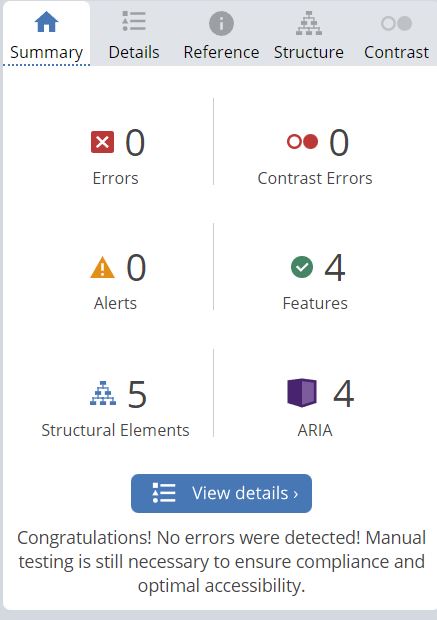 Summary Details Reference Structure Contrast
0 0
Errors Contrast Errors
0 4
Alerts Features
5 4
Structural Elements ARIA
View details ›
Congratulations! No errors were detected! Manual
testing is still necessary to ensure compliance and
optimal accessibility.